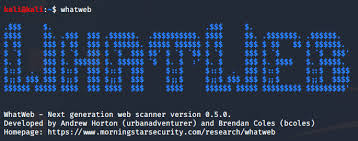 kali@kali:~$ whatweb
WhatWeb - Next generation web scanner version 0.5.0.
Developed by Andrew Horton (urbanadventurer) and Brendan Coles (bcoles)
Homepage: https://www.morningstarsecurity.com/research/whatweb